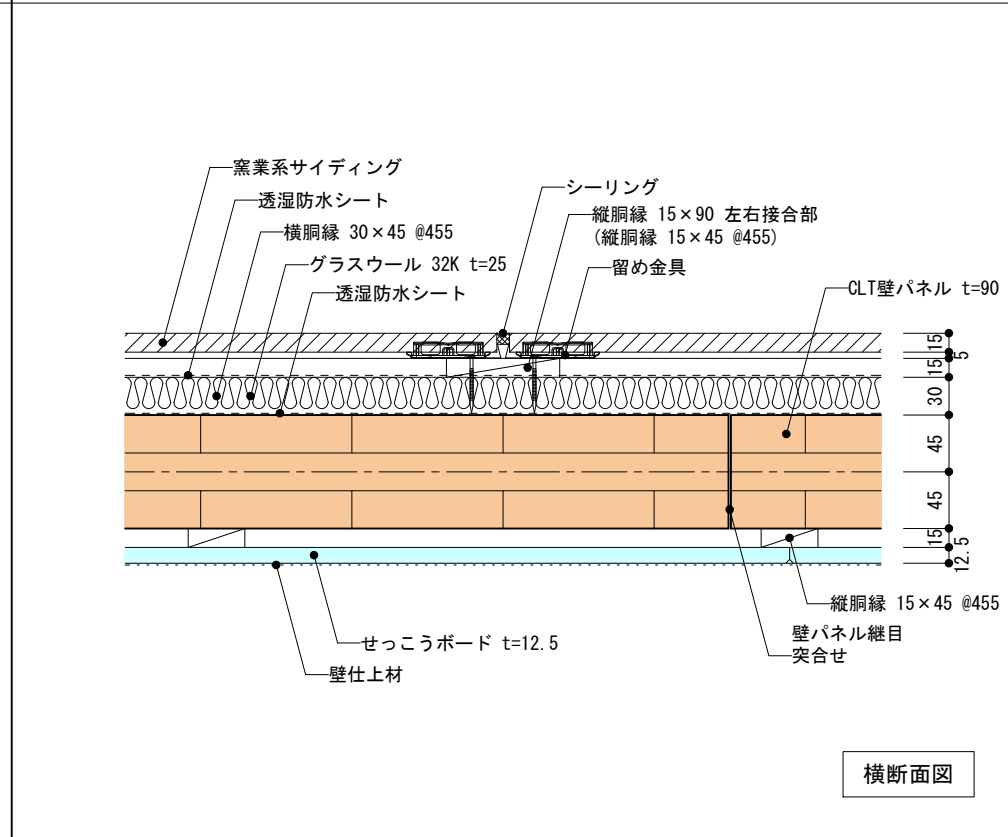 窯業系サイディング
透湿防水シート
横胴縁 30×45 @455
グラスウール 32K t=25
透湿防水シート
シーリング
縦胴縁 15×90 左右接合部
(縦胴縁 15×45 @455)
留め金具
CLT壁パネル t=90
15
5
15
30
45
45
15
12.5
縦胴縁 15×45 @455
壁パネル継目
突合せ
せっこうボード t=12.5
壁仕上材
横断面図